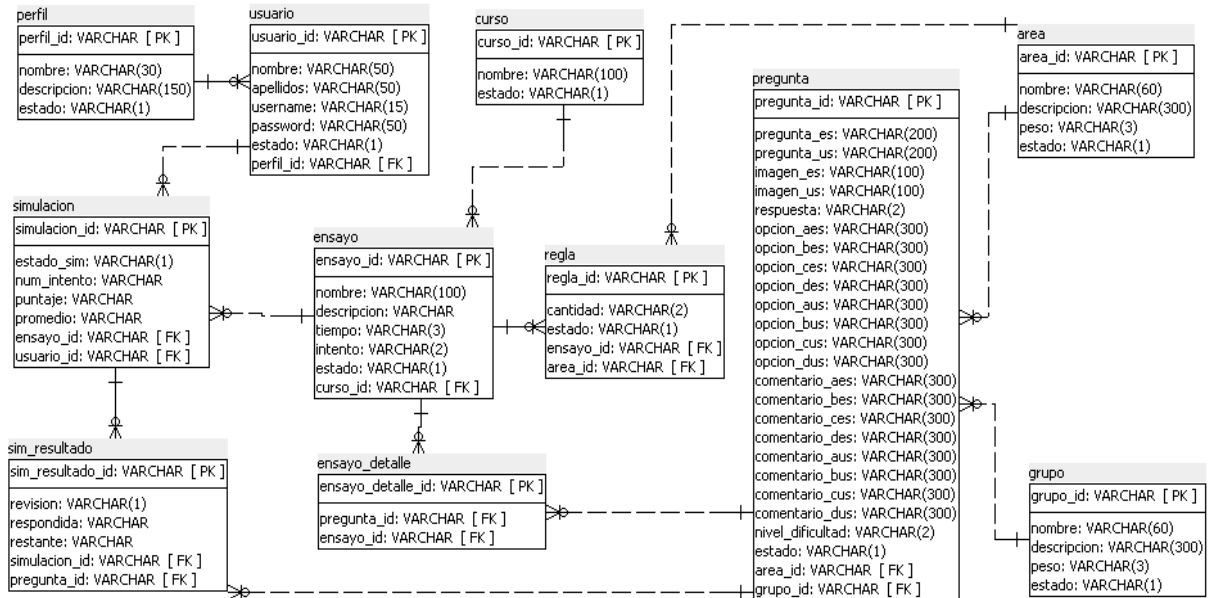 perfil
perfil_id: VARCHAR [ PK ]
nombre: VARCHAR(30)
descripcion: VARCHAR(150)
estado: VARCHAR(1)
usuario
usuario_id: VARCHAR [ PK ]
nombre: VARCHAR(50)
apellidos: VARCHAR(50)
username: VARCHAR(15)
password: VARCHAR(50)
estado: VARCHAR(1)
perfil_id: VARCHAR [ FK ]
curso
curso_id: VARCHAR [ PK ]
nombre: VARCHAR(100)
estado: VARCHAR(1)
area
area_id: VARCHAR [ PK ]
nombre: VARCHAR(60)
descripcion: VARCHAR(300)
peso: VARCHAR(3)
estado: VARCHAR(1)
pregunta
pregunta_id: VARCHAR [ PK ]
pregunta_es: VARCHAR(200)
pregunta_us: VARCHAR(200)
imagen_es: VARCHAR(100)
imagen_us: VARCHAR(100)
respuesta: VARCHAR(2)
opcion_aes: VARCHAR(300)
opcion_bes: VARCHAR(300)
opcion_ces: VARCHAR(300)
opcion_des: VARCHAR(300)
opcion_aus: VARCHAR(300)
opcion_bus: VARCHAR(300)
opcion_cus: VARCHAR(300)
opcion_dus: VARCHAR(300)
comentario_aes: VARCHAR(300)
comentario_bes: VARCHAR(300)
comentario_ces: VARCHAR(300)
comentario_des: VARCHAR(300)
comentario_aus: VARCHAR(300)
comentario_bus: VARCHAR(300)
comentario_cus: VARCHAR(300)
comentario_dus: VARCHAR(300)
nivel_dificultad: VARCHAR(2)
estado: VARCHAR(1)
area_id: VARCHAR [ FK ]
grupo_id: VARCHAR [ FK ]
simulacion
simulacion_id: VARCHAR [ PK ]
estado_sim: VARCHAR(1)
num_intento: VARCHAR
puntaje: VARCHAR
promedio: VARCHAR
ensayo_id: VARCHAR [ FK ]
usuario_id: VARCHAR [ FK ]
ensayo
ensayo_id: VARCHAR [ PK ]
nombre: VARCHAR(100)
descripcion: VARCHAR
tiempo: VARCHAR(3)
intento: VARCHAR(2)
estado: VARCHAR(1)
curso_id: VARCHAR [ FK ]
regla
regla_id: VARCHAR [ PK ]
cantidad: VARCHAR(2)
estado: VARCHAR(1)
ensayo_id: VARCHAR [ FK ]
area_id: VARCHAR [ FK ]
sim_resultado
sim_resultado_id: VARCHAR [ PK ]
revision: VARCHAR(1)
respondida: VARCHAR
restante: VARCHAR
simulacion_id: VARCHAR [ FK ]
pregunta_id: VARCHAR [ FK ]
ensayo_detalle
ensayo_detalle_id: VARCHAR [ PK ]
pregunta_id: VARCHAR [ FK ]
ensayo_id: VARCHAR [ FK ]
grupo
grupo_id: VARCHAR [ PK ]
nombre: VARCHAR(60)
descripcion: VARCHAR(300)
peso: VARCHAR(3)
estado: VARCHAR(1)